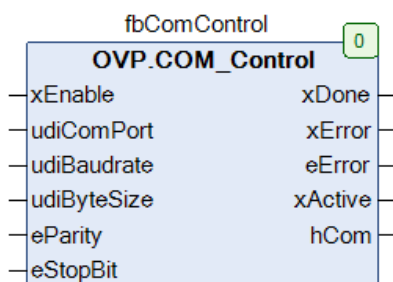 fbComControl
0
OVP.COM_Control
xEnable xDone
udiComPort xError
udiBaudrate eError
udiByteSize xActive
eParity hCom
eStopBit